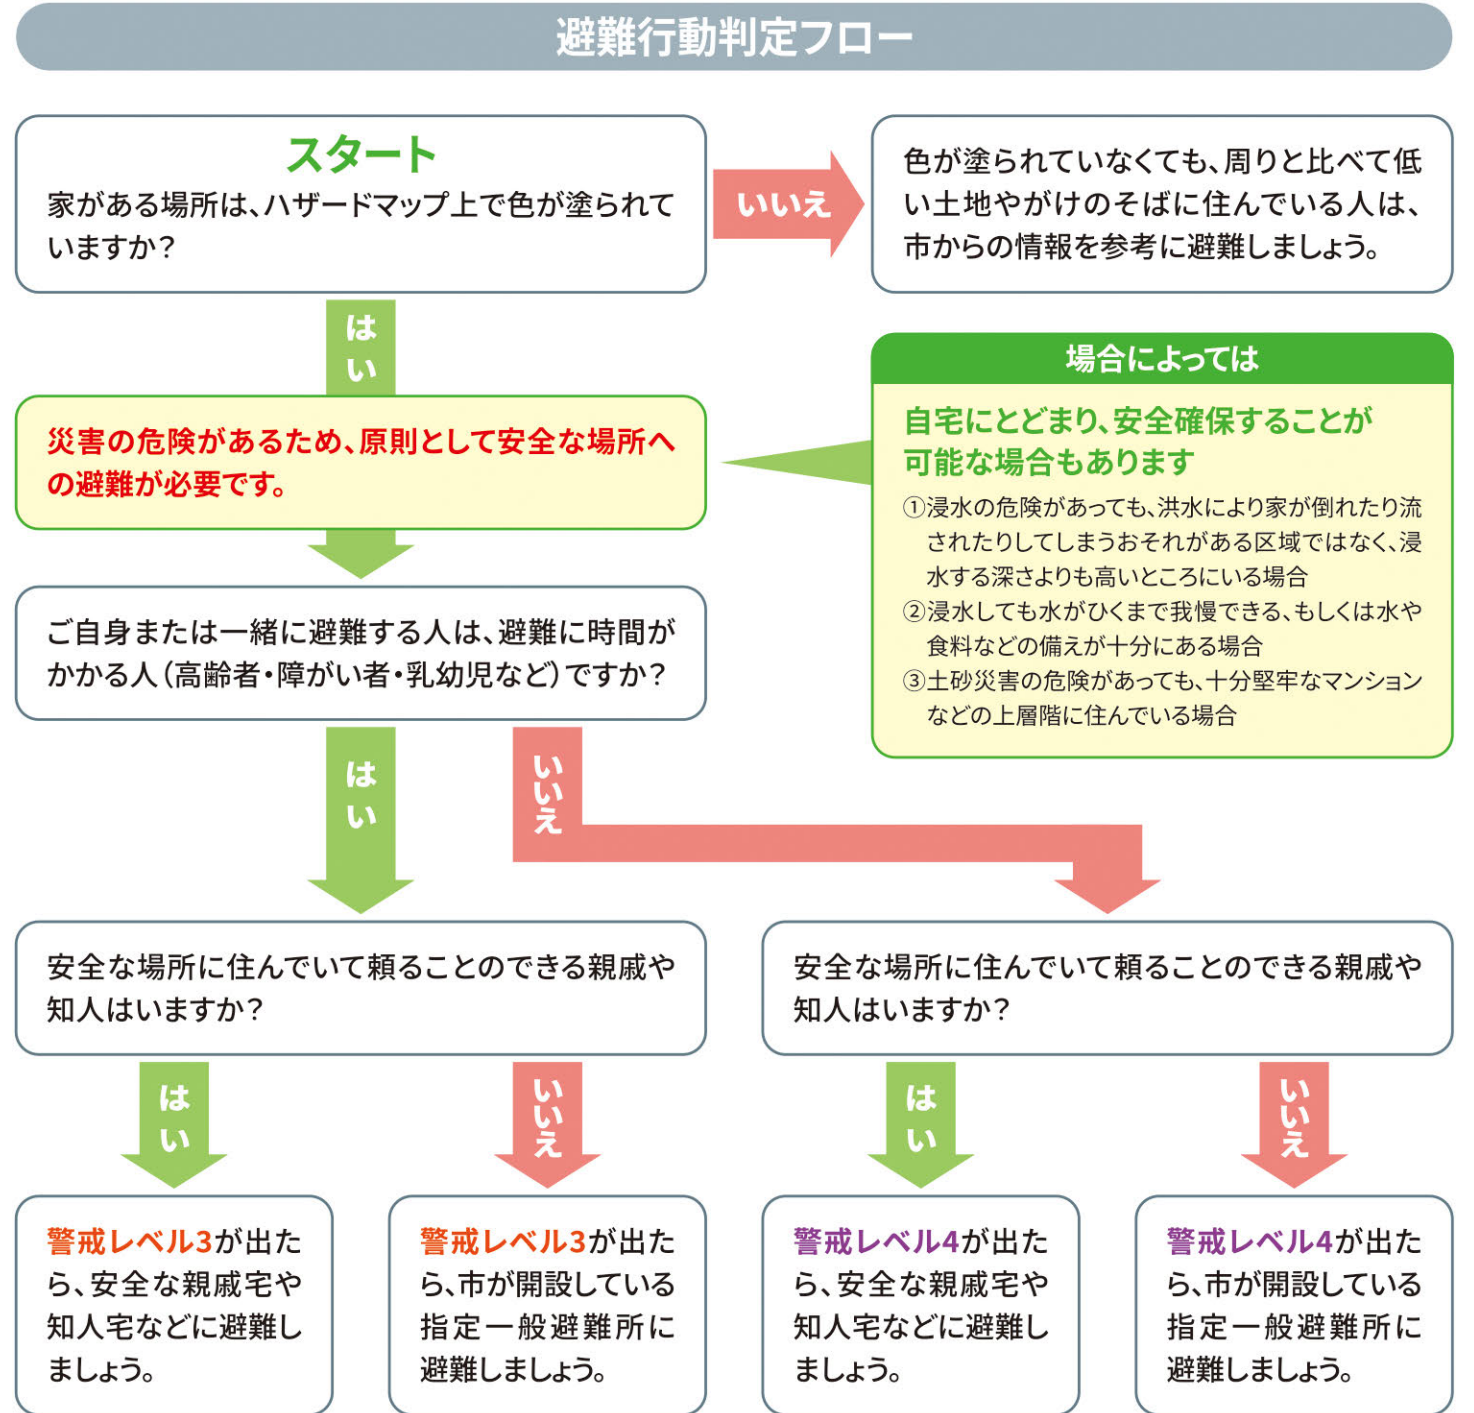 避難行動判定フロー
スタート
家がある場所は、ハザードマップ上で色が塗られて
いますか？
いいえ
色が塗られていなくても、周りと比べて低
い土地やがけのそばに住んでいる人は、
市からの情報を参考に避難しましょう。
はい
災害の危険があるため、原則として安全な場所へ
の避難が必要です。
場合によっては
自宅にとどまり、安全確保することが
可能な場合もあります
①浸水の危険があっても、洪水により家が倒れたり流
されたりしてしまうおそれがある区域ではなく、浸
水する深さよりも高いところにいる場合
②浸水しても水がひくまで我慢できる、もしくは水や
食料などの備えが十分にある場合
③土砂災害の危険があっても、十分堅牢なマンション
などの上層階に住んでいる場合
ご自身または一緒に避難する人は、避難に時間が
かかる人（高齢者・障がい者・乳幼児など）ですか？
はい
いいえ
安全な場所に住んでいて頼ることのできる親戚や
知人はいますか？
安全な場所に住んでいて頼ることのできる親戚や
知人はいますか？
はい
いいえ
はい
いいえ
警戒レベル3が出た
ら、安全な親戚宅や
知人宅などに避難し
ましょう。
警戒レベル3が出た
ら、市が開設している
指定一般避難所に
避難しましょう。
警戒レベル4が出た
ら、安全な親戚宅や
知人宅などに避難し
ましょう。
警戒レベル4が出た
ら、市が開設している
指定一般避難所に
避難しましょう。